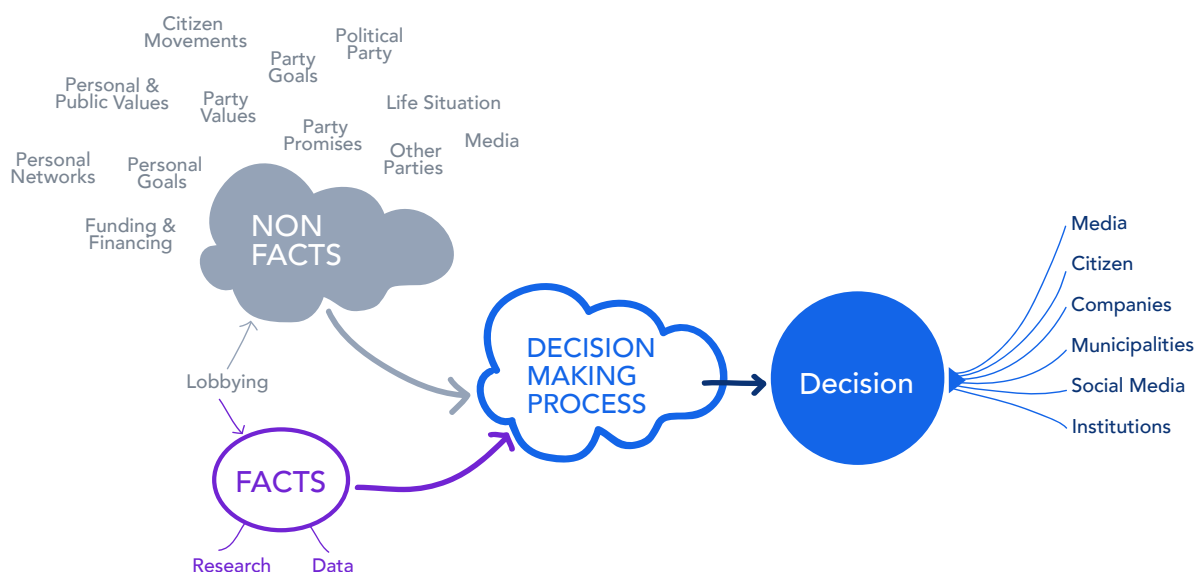 Citizen
Movements
Political
Party
Party
Goals
Personal &
Public Values
Party
Values
Life Situation
Party
Promises
Media
Other
Parties
Personal
Networks
Personal
Goals
Funding &
Financing
NON
FACTS
Lobbying
FACTS
Research
Data
DECISION
MAKING
PROCESS
Decision
Media
Citizen
Companies
Municipalities
Social Media
Institutions